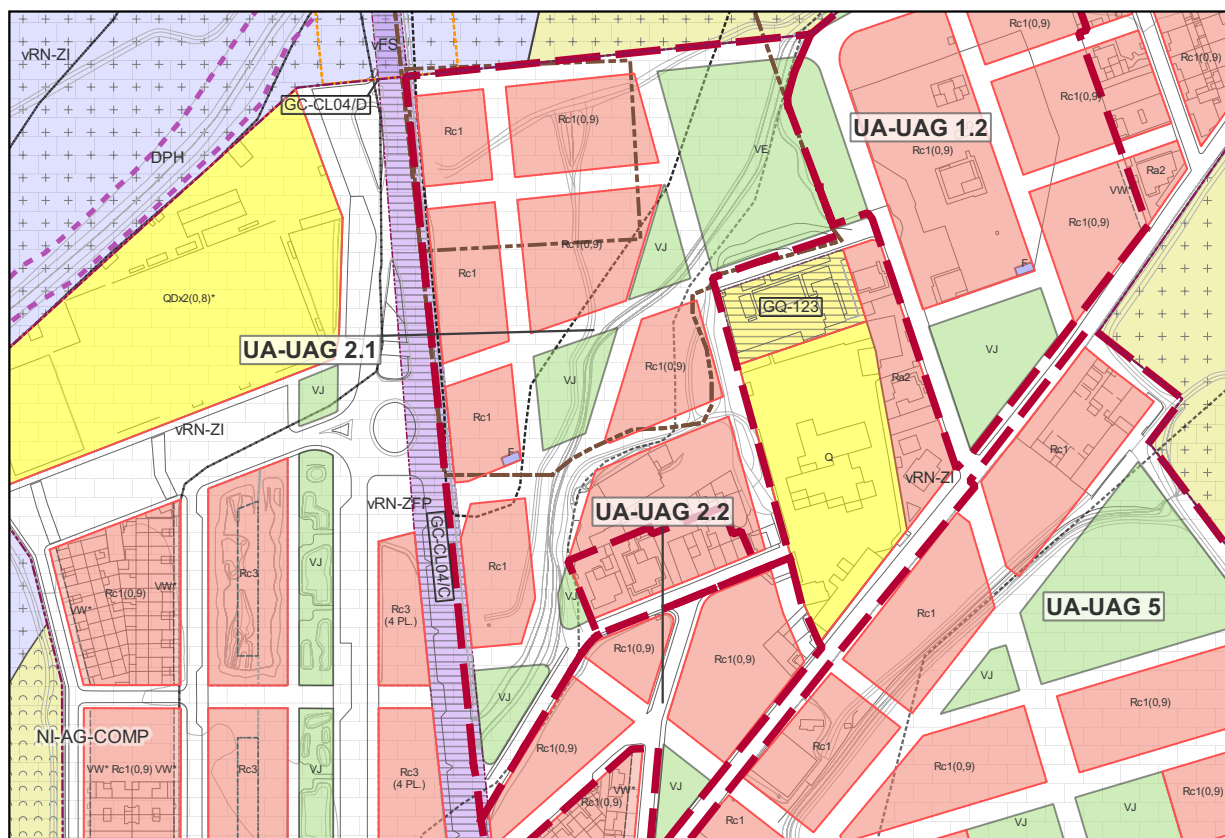 vFS
vRN-ZI
Rc1(0,9)
Rc1(0,9)
GC-CL04/D
Rc1(0,9)
UA-UAG 1.2
Rc1
Rc1(0,9)
VE
Rc1(0,9)
DPH
Ra2
VW*
Rc1(0,9)
VJ
Rc1
Rc1(0,9)
F
QDx2(0,8)*
GQ-123
UA-UAG 2.1
VJ
Rc1(0,9)
VJ
Ra2
VJ
Rc1
vRN-ZI
F
Q
Rc1
vRN-ZI
vRN-ZFP
UA-UAG 2.2
GC-CL04/C
VJ
Rc1(0,9)
VW*
VW*
Rc3
Rc3
(4 PL.)
Rc1
VJ
Rc1
UA-UAG 5
Rc1(0,9)
Rc1(0,9)
VJ
VJ
Rc1(0,9)
NI-AG-COMP
VW* Rc1(0,9) VW*
Rc3
VJ
Rc3
(4 PL.)
Rc1(0,9)
Rc1
Rc1(0,9)
VJ
Rc1(0,9)
VW*
Rc1
VJ
VJ
Rc1(0,9)